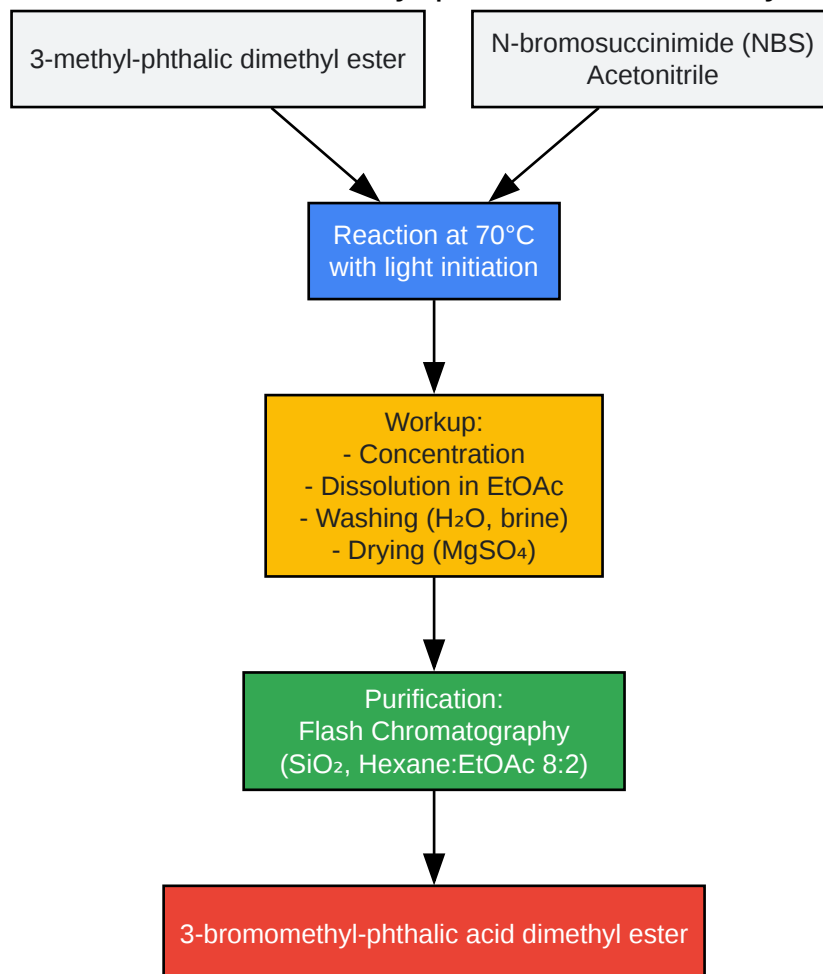 3-methyl-phthalic dimethyl ester
N-bromosuccinimide (NBS)
Acetonitrile
Reaction at 70°C
with light initiation
Workup:
- Concentration
- Dissolution in EtOAc
- Washing (H₂O, brine)
- Drying (MgSO₄)
Purification:
Flash Chromatography
(SiO₂, Hexane:EtOAc 8:2)
3-bromomethyl-phthalic acid dimethyl ester